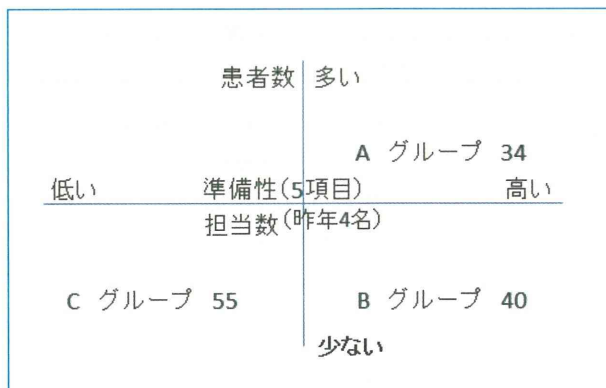 患者数 多い
A グループ 34
低い 準備性(5項目) 高い
担当数(昨年4名)
C グループ 55 B グループ 40
少ない